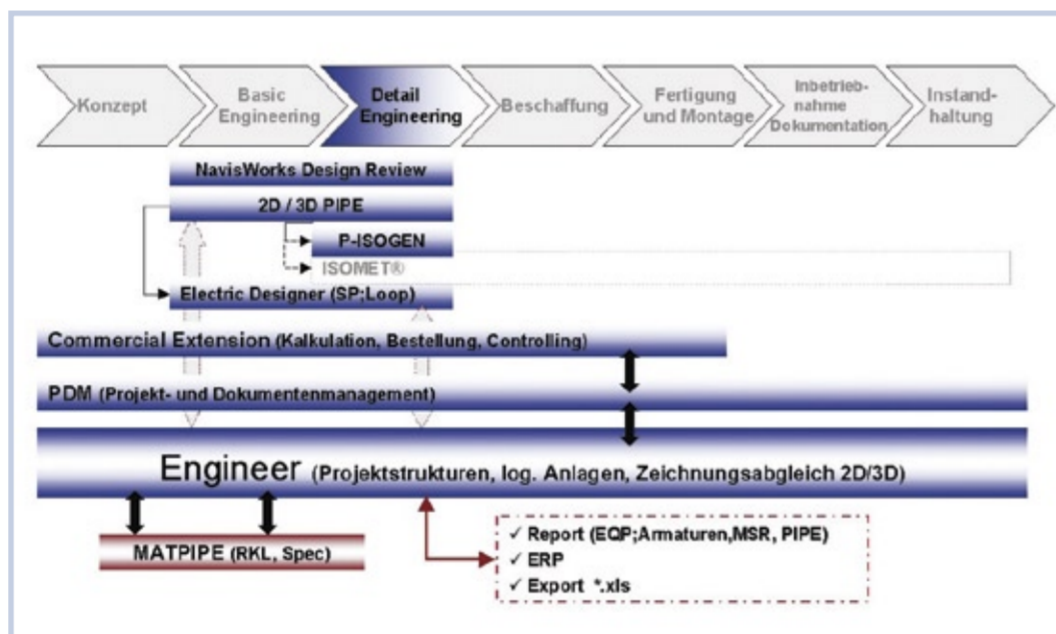 Konzept
Basic
Engineering
Detail
Engineering
Beschaffung
Fertigung
und Montage
Inbetrieb-
nahme
Dokumentation
Instand-
haltung
NavisWorks Design Review
2D / 3D PIPE
P-ISOGEN
ISOMET®
Electric Designer (SP;Loop)
Commercial Extension (Kalkulation, Bestellung, Controlling)
PDM (Projekt- und Dokumentenmanagement)
Engineer (Projektstrukturen, log. Anlagen, Zeichnungsabgleich 2D/3D)
MATPIPE (RKL, Spec)
✓ Report (EQP;Armaturen,MSR, PIPE)
✓ ERP
✓ Export *.xls